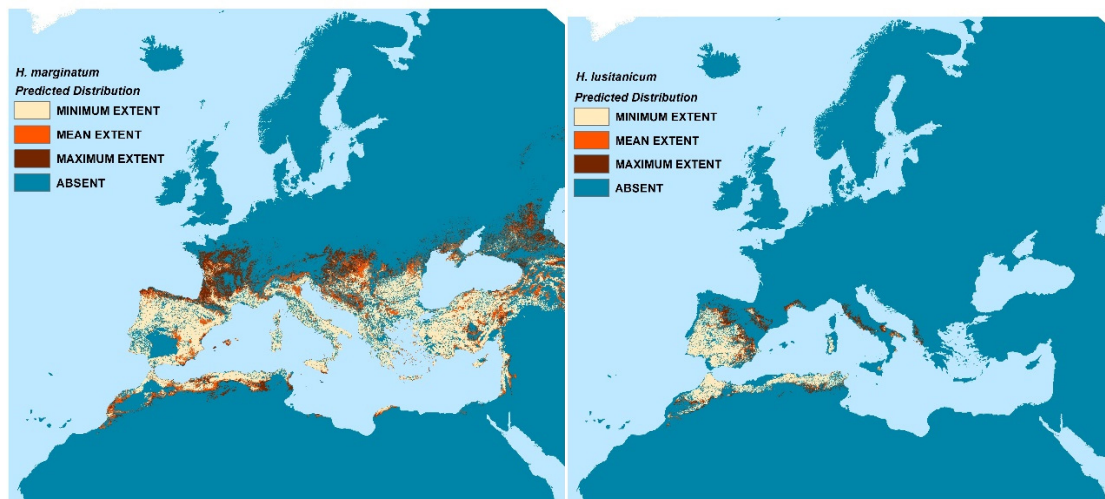 H. marginatum
Predicted Distribution
MINIMUM EXTENT
MEAN EXTENT
MAXIMUM EXTENT
ABSENT
H. lusitanicum
Predicted Distribution
MINIMUM EXTENT
MEAN EXTENT
MAXIMUM EXTENT
ABSENT